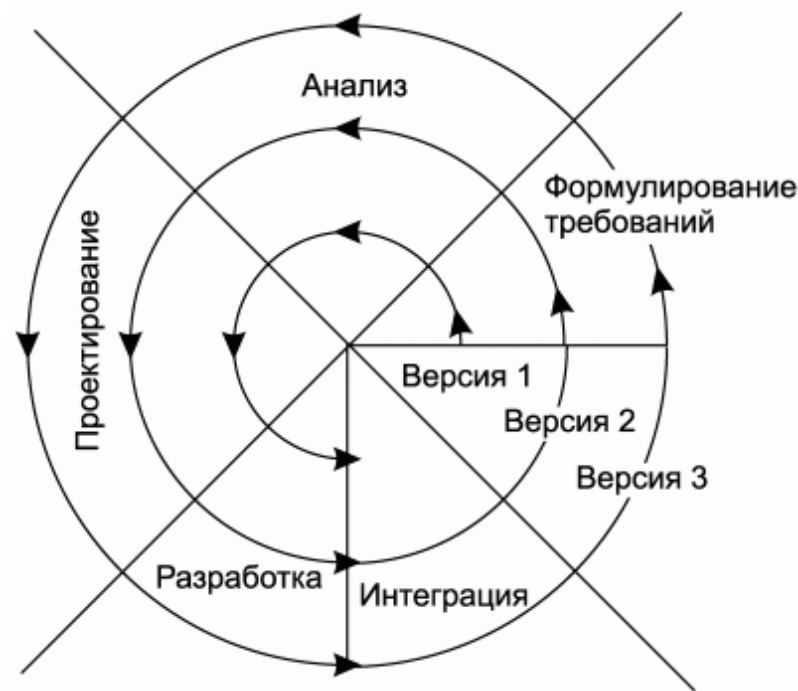 Анализ
Формулирование
требований
Проектирование
Версия 1
Версия 2
Версия 3
Разработка
Интеграция